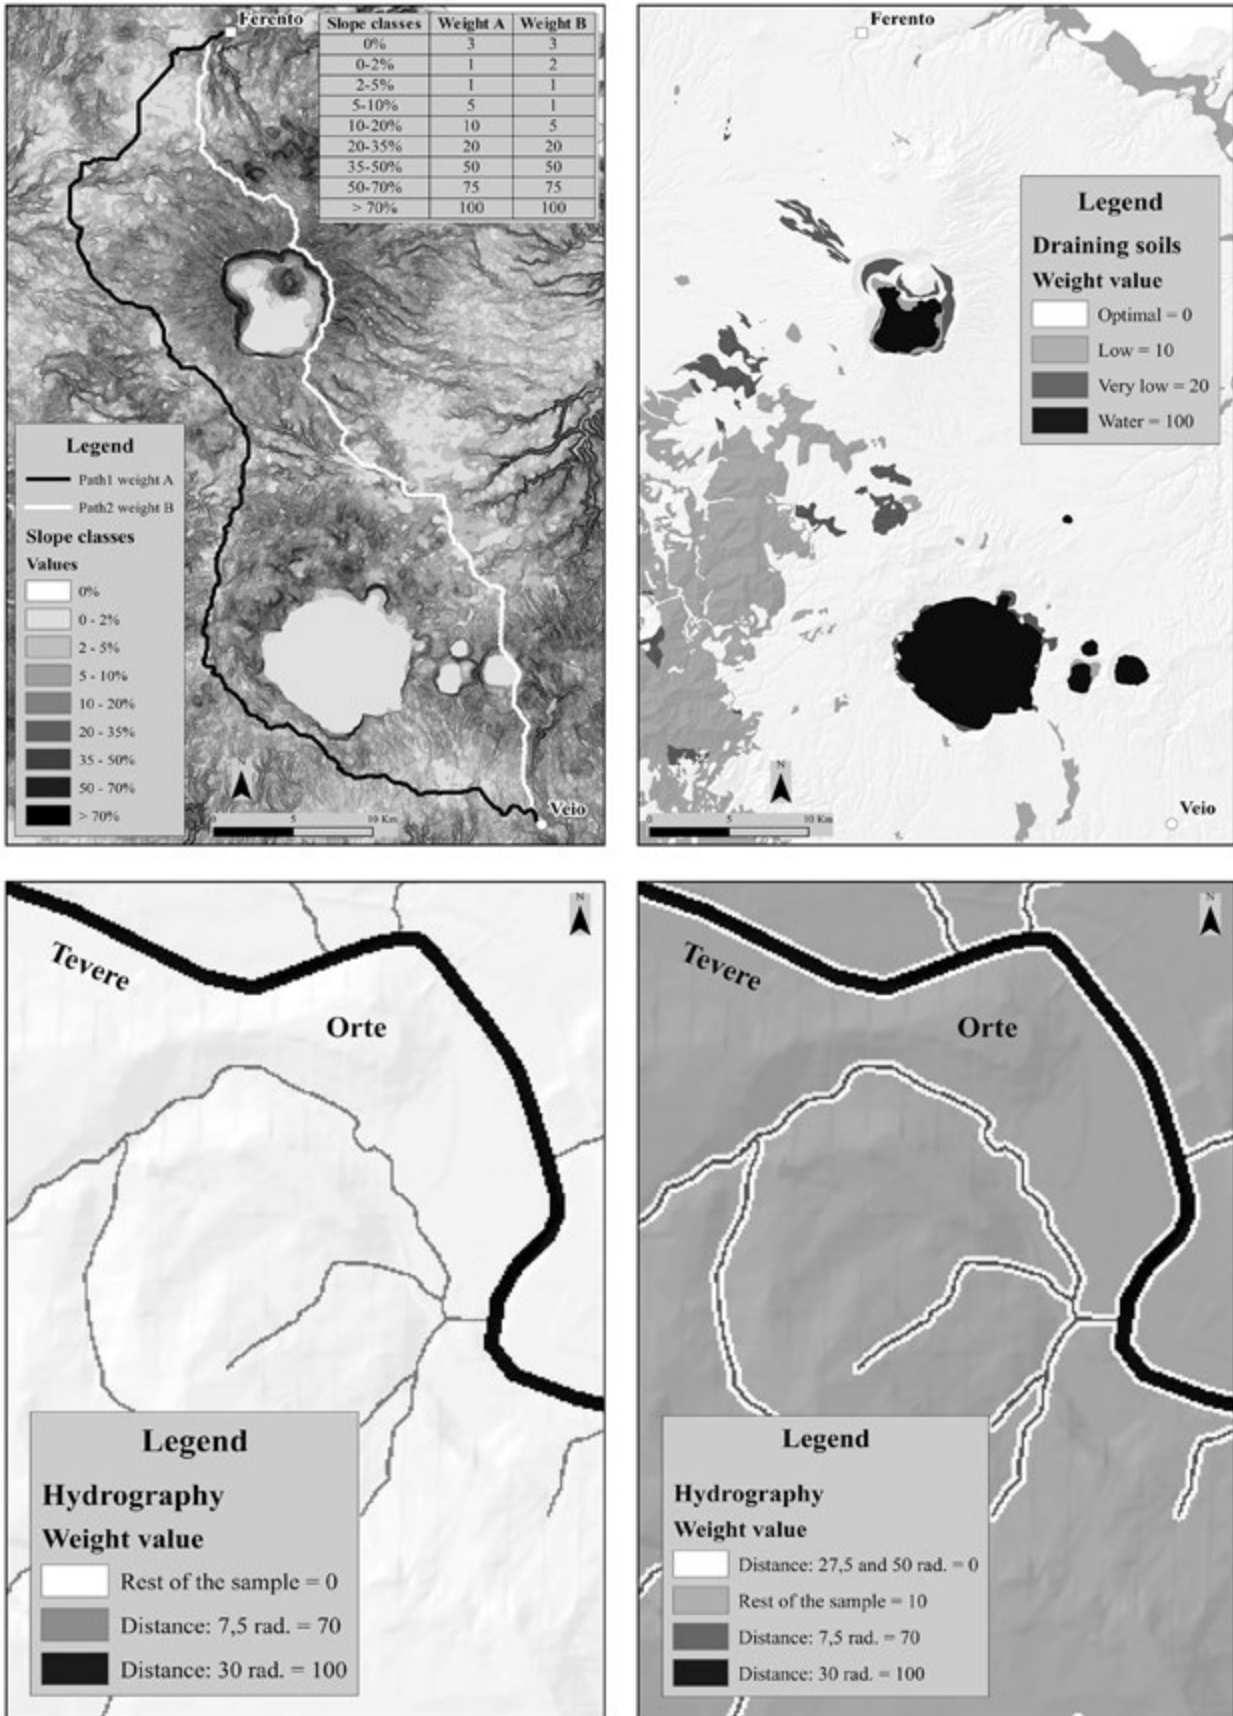 Ferento
Slope classes Weight A Weight B
0% 3 3
0-2% 1 2
2-5% 1 1
5-10% 5 1
10-20% 10 5
20-35% 20 20
35-50% 50 50
50-70% 75 75
> 70% 100 100
Legend
Path1 weight A
Path2 weight B
Slope classes
Values
0%
0 - 2%
2 - 5%
5 - 10%
10 - 20%
20 - 35%
35 - 50%
50 - 70%
> 70%
N
0 5 10 Km
Veio
Ferento
Legend
Draining soils
Weight value
Optimal = 0
Low = 10
Very low = 20
Water = 100
N
0 5 10 Km
Veio
N
Tevere
Orte
Legend
Hydrography
Weight value
Rest of the sample = 0
Distance: 7,5 rad. = 70
Distance: 30 rad. = 100
N
Tevere
Orte
Legend
Hydrography
Weight value
Distance: 27,5 and 50 rad. = 0
Rest of the sample = 10
Distance: 7,5 rad. = 70
Distance: 30 rad. = 100